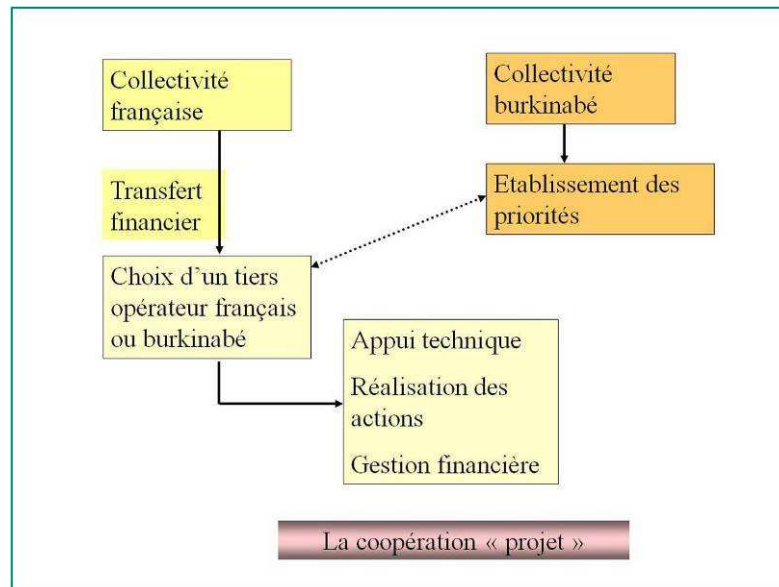 Collectivité
française
Collectivité
burkinabé
Transfert
financier
Etablissement des
priorités
Choix d'un tiers
opérateur français
ou burkinabé
Appui technique
Réalisation des
actions
Gestion financière
La coopération « projet »